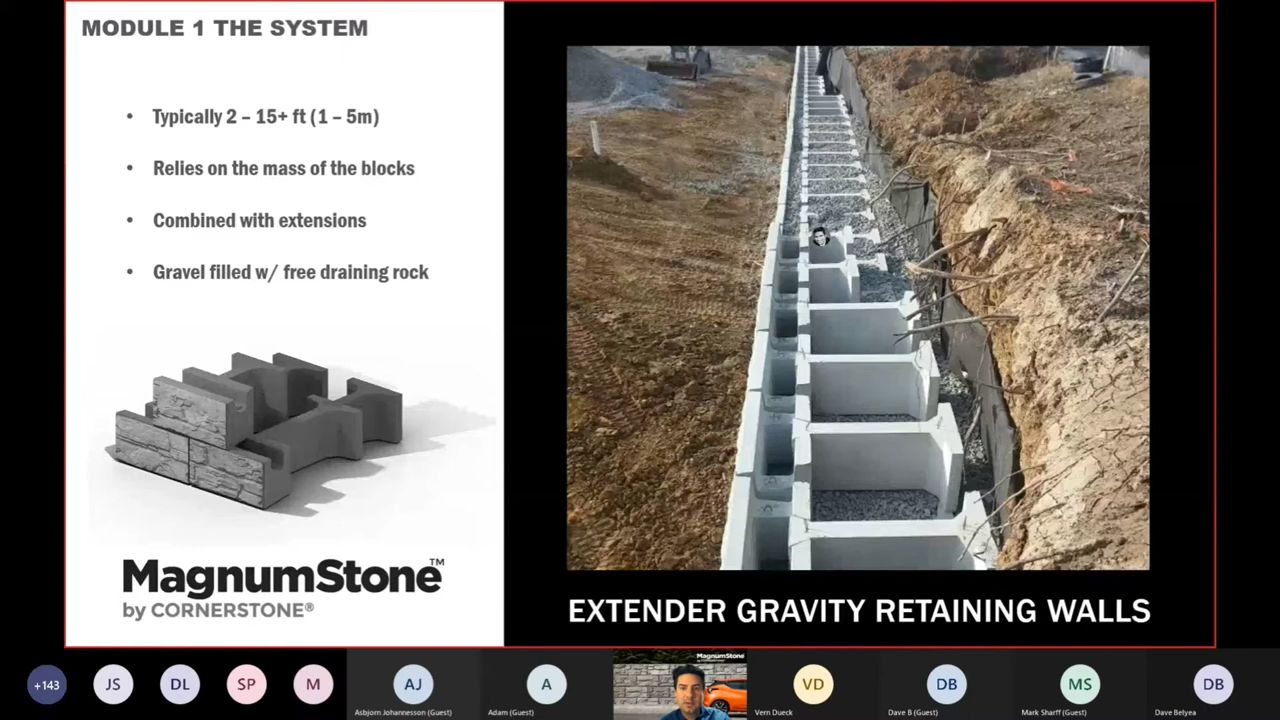 MODULE 1 THE SYSTEM
• Typically 2 – 15+ ft (1 – 5m)
• Relies on the mass of the blocks
• Combined with extensions
• Gravel filled w/ free draining rock
MagnumStone™
by CORNERSTONE®
EXTENDER GRAVITY RETAINING WALLS
+143
JS
DL
SP
M
AJ
Asbjorn Johannesson (Guest)
A
Adam (Guest)
MagnumStone
VD
Vern Dueck
DB
Dave B (Guest)
MS
Mark Sharff (Guest)
DB
Dave Belyea